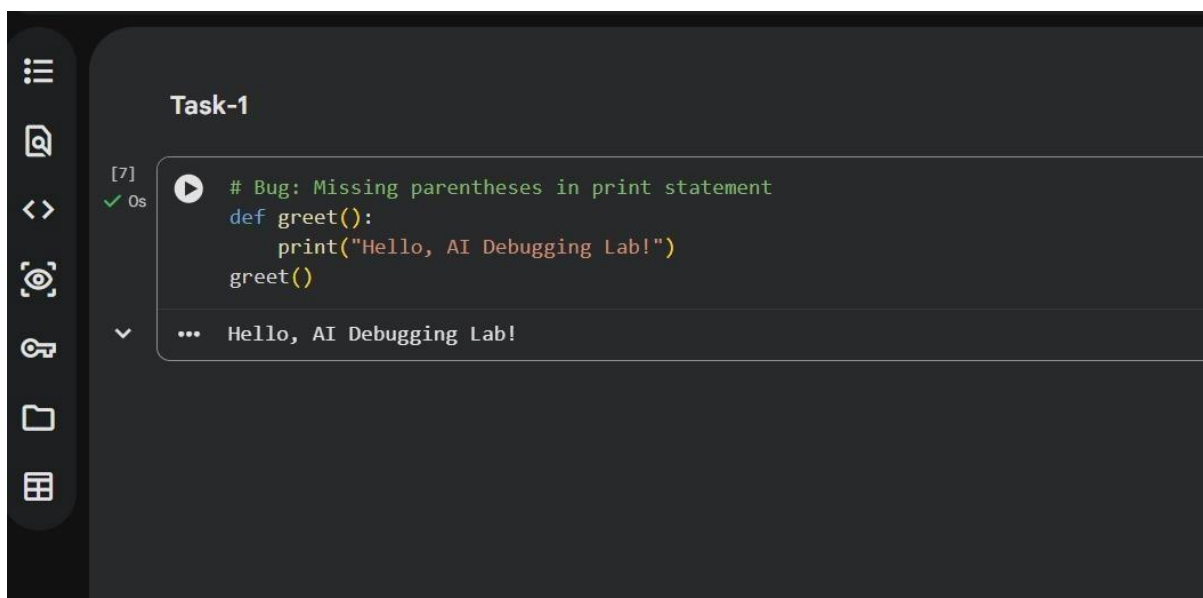 Task-1
[7]
0s
# Bug: Missing parentheses in print statement
def greet():
    print("Hello, AI Debugging Lab!")
greet()
Hello, AI Debugging Lab!